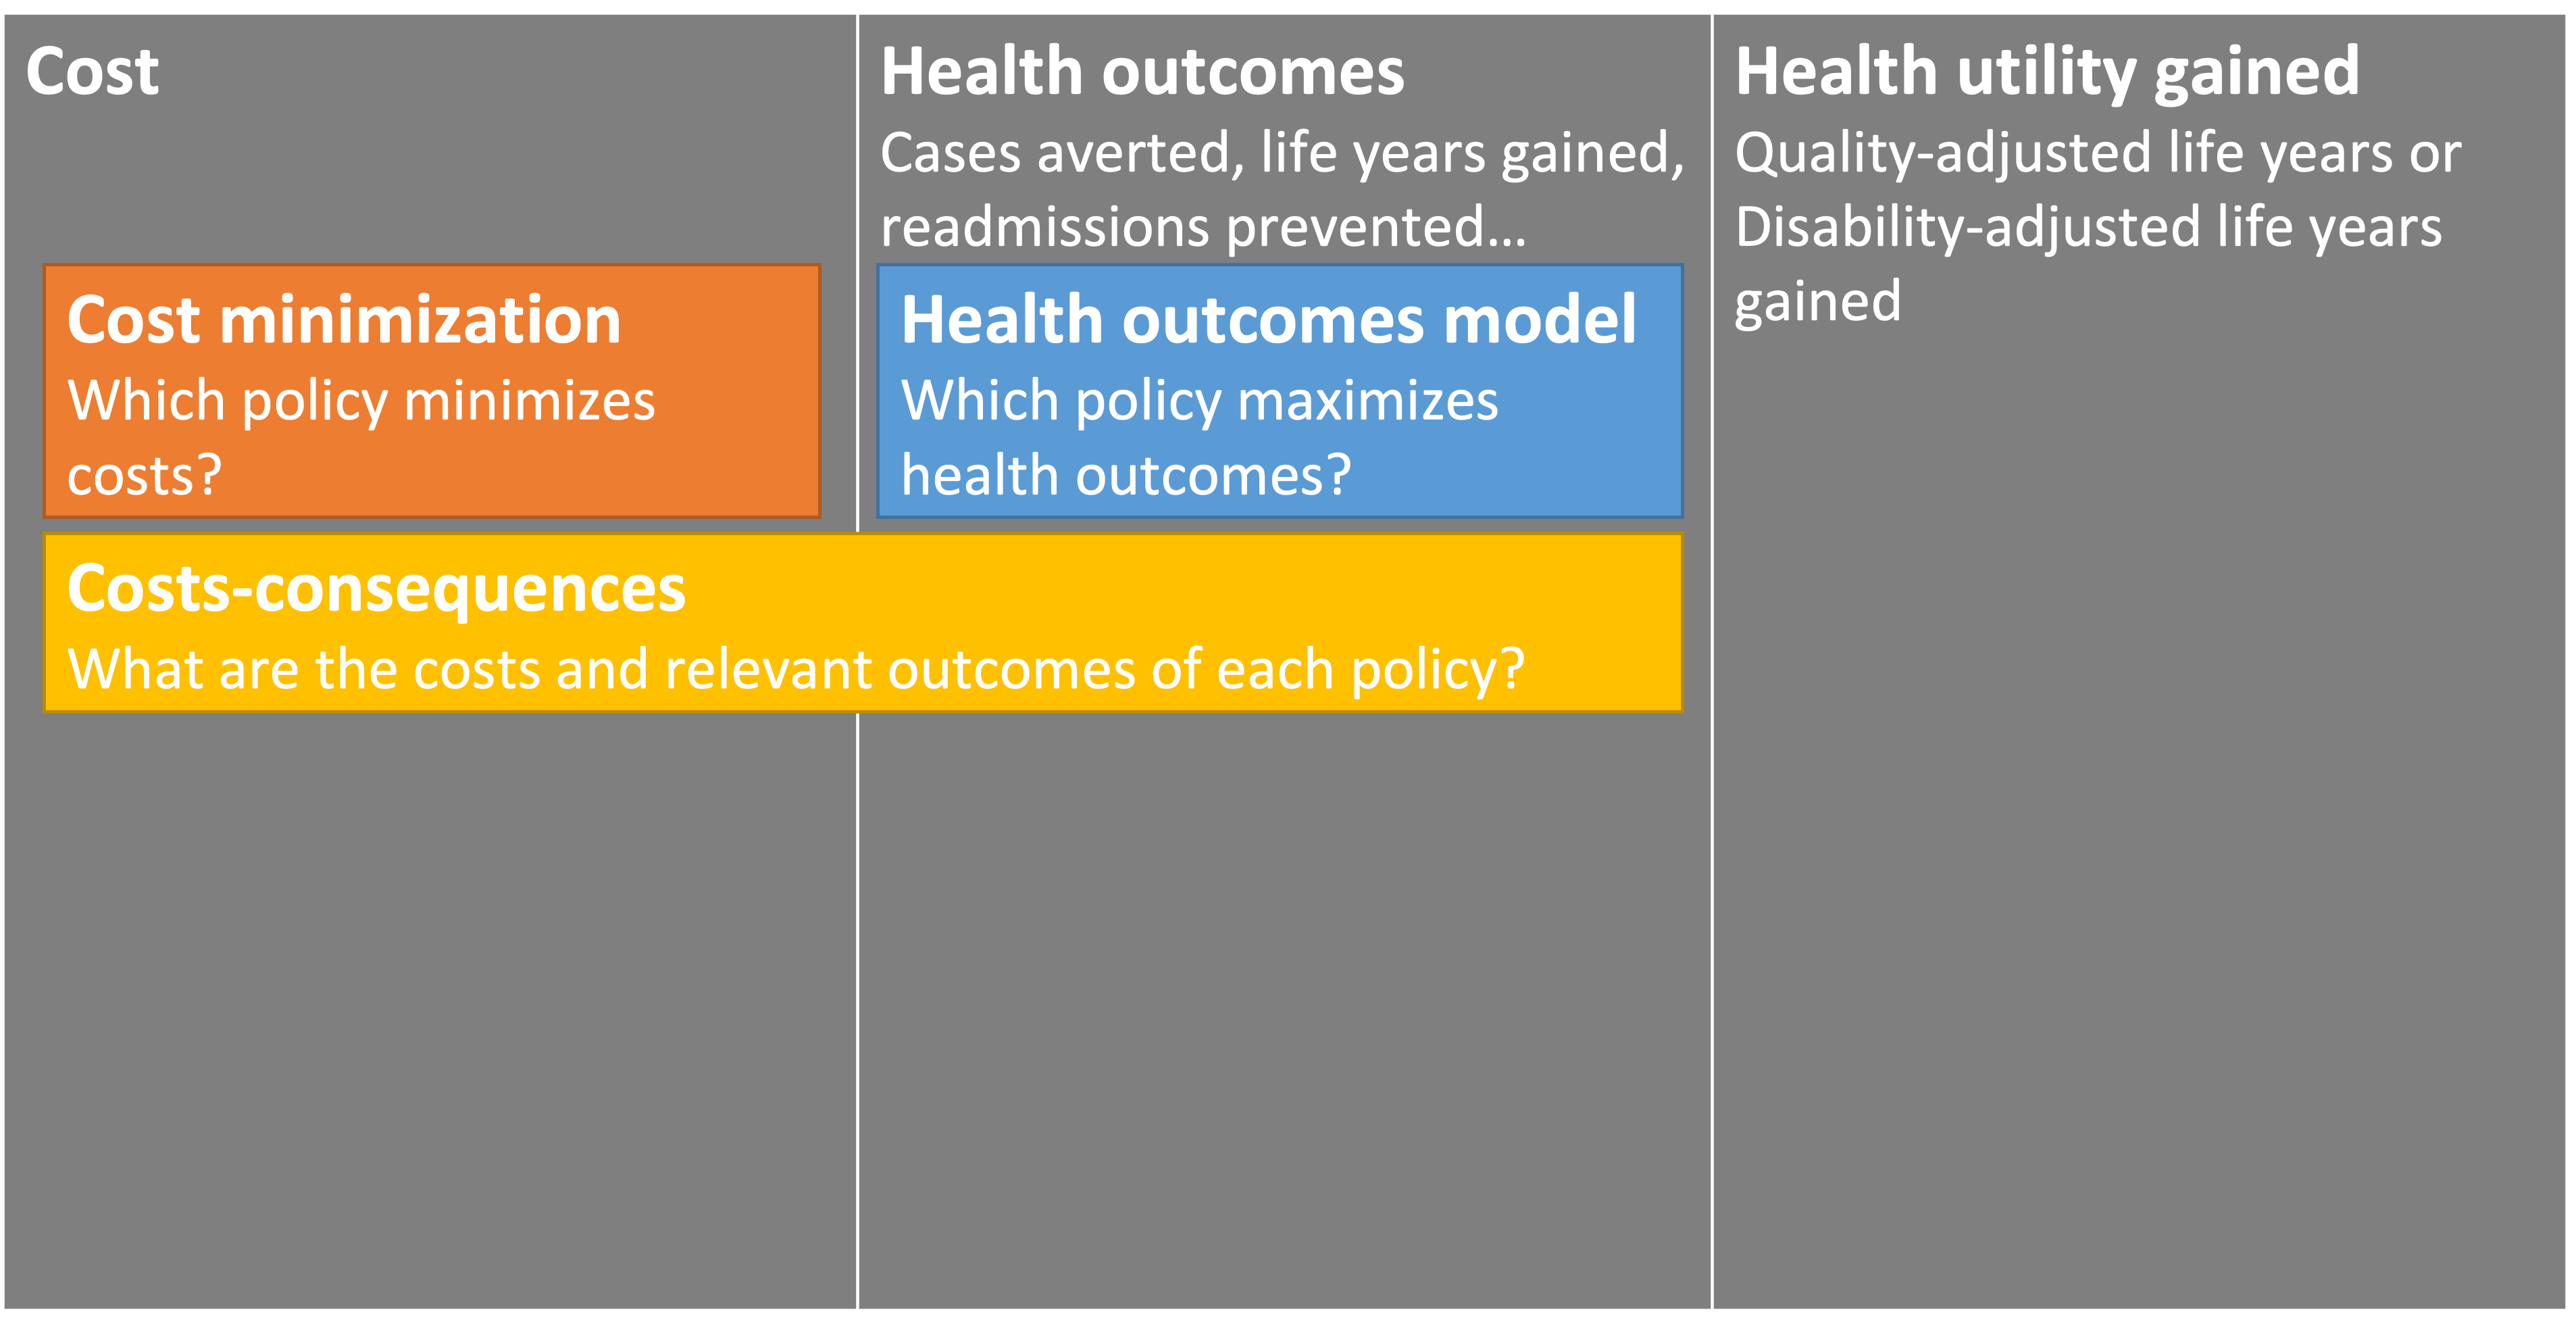 Cost
Health outcomes
Cases averted, life years gained,
readmissions prevented...
Health utility gained
Quality-adjusted life years or
Disability-adjusted life years
gained
Cost minimization
Which policy minimizes
costs?
Health outcomes model
Which policy maximizes
health outcomes?
Costs-consequences
What are the costs and relevant outcomes of each policy?